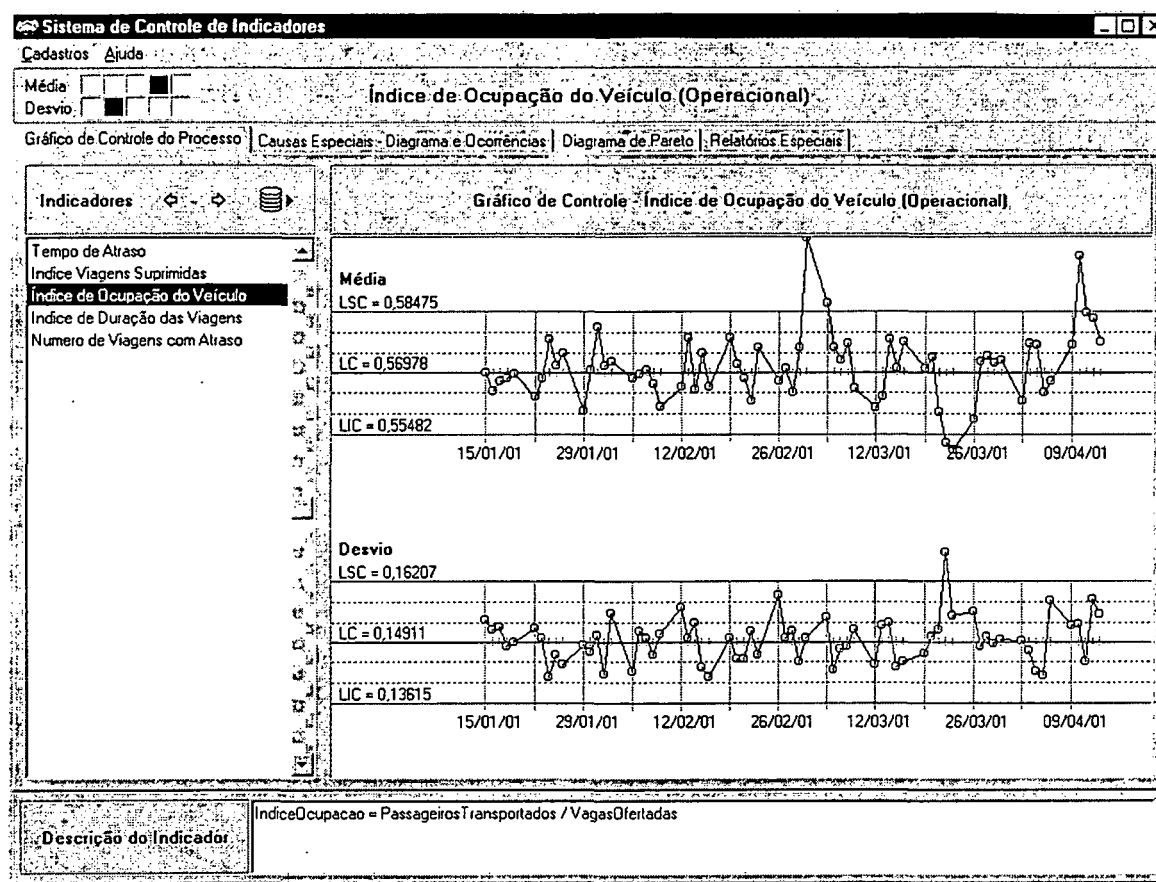 Sistema de Controle de Indicadores
Cadastros Ajuda
Média
Desvio
Índice de Ocupação do Veículo (Operacional)
Gráfico de Controle do Processo Causas Especiais - Diagrama e Ocorrências Diagrama de Pareto Relatórios Especiais
Indicadores
Tempo de Atraso
Indice Viagens Suprimidas
Índice de Ocupação do Veículo
Indice de Duração das Viagens
Numero de Viagens com Atraso
Gráfico de Controle - Índice de Ocupação do Veículo (Operacional)
Média
LSC = 0,58475
LC = 0,56978
LIC = 0,55482
15/01/01 29/01/01 12/02/01 26/02/01 12/03/01 26/03/01 09/04/01
Desvio
LSC = 0,16207
LC = 0,14911
LIC = 0,13615
15/01/01 29/01/01 12/02/01 26/02/01 12/03/01 26/03/01 09/04/01
Descrição do Indicador
IndiceOcupacao = PassageirosTransportados / VagasOfertadas